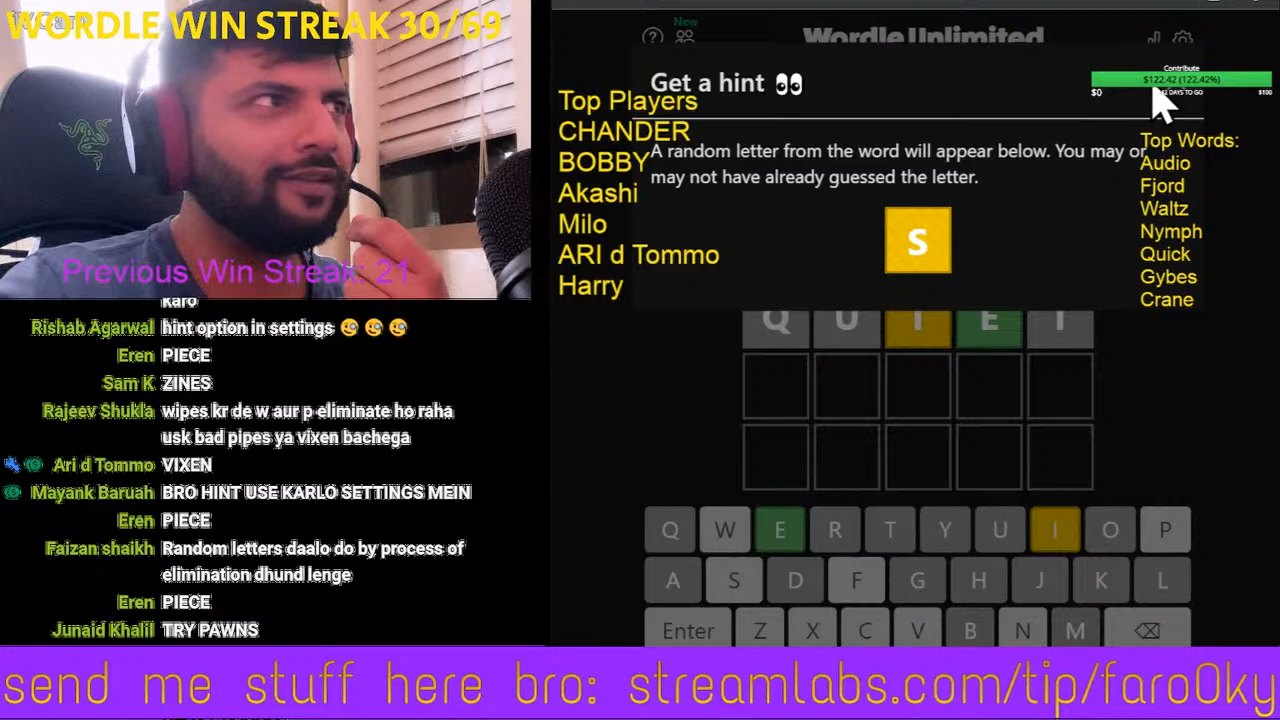 WORDLE WIN STREAK 30/69
Previous Win Streak: 21
karo
Rishab Agarwal hint option in settings
Eren PIECE
Sam K ZINES
Rajeev Shukla wipes kr de w aur p eliminate ho raha
usk bad pipes ya vixen bachega
Ari d Tommo VIXEN
Mayank Baruah BRO HINT USE KARLO SETTINGS MEIN
Eren PIECE
Faizan shaikh Random letters daalo do by process of
elimination dhund lenge
Eren PIECE
Junaid Khalil TRY PAWNS
New
Wordle Unlimited
Get a hint
Contribute
$122.42 (122.42%)
$0
DAYS TO GO
$100
A random letter from the word will appear below. You may or
may not have already guessed the letter.
S
Top Players
CHANDER
BOBBY
Akashi
Milo
ARI d Tommo
Harry
Top Words:
Audio
Fjord
Waltz
Nymph
Quick
Gybes
Crane
Q U I E T
Q W E R T Y U I O P
A S D F G H J K L
Enter Z X C V B N M
send me stuff here bro: streamlabs.com/tip/faro0ky